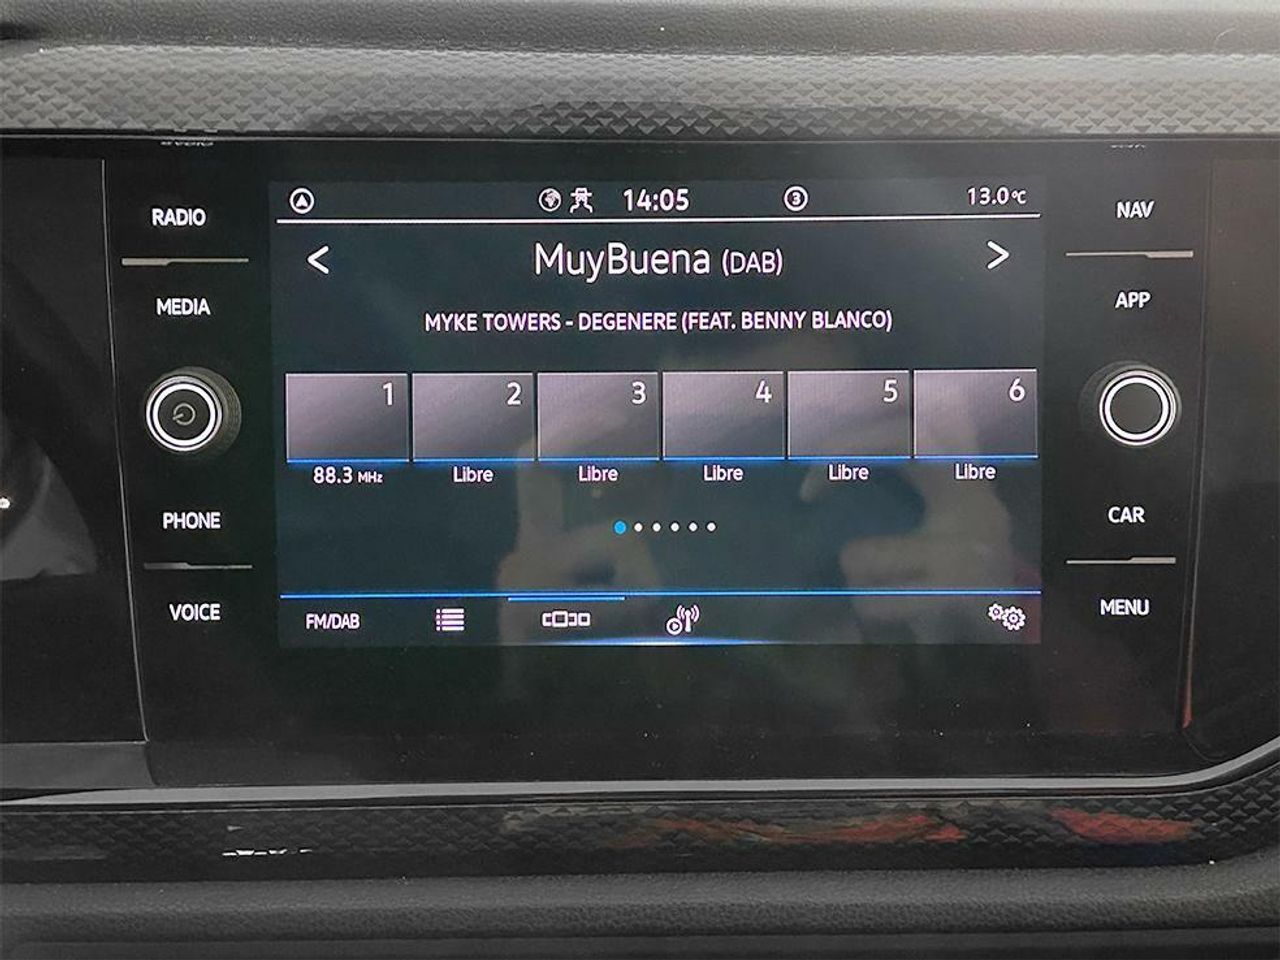 RADIO
MEDIA
PHONE
VOICE
14:05
3
13.0°C
< MuyBuena (DAB) >
MYKE TOWERS - DEGENERE (FEAT. BENNY BLANCO)
1 2 3 4 5 6
88.3 MHz Libre Libre Libre Libre Libre
FM/DAB
NAV
APP
CAR
MENU